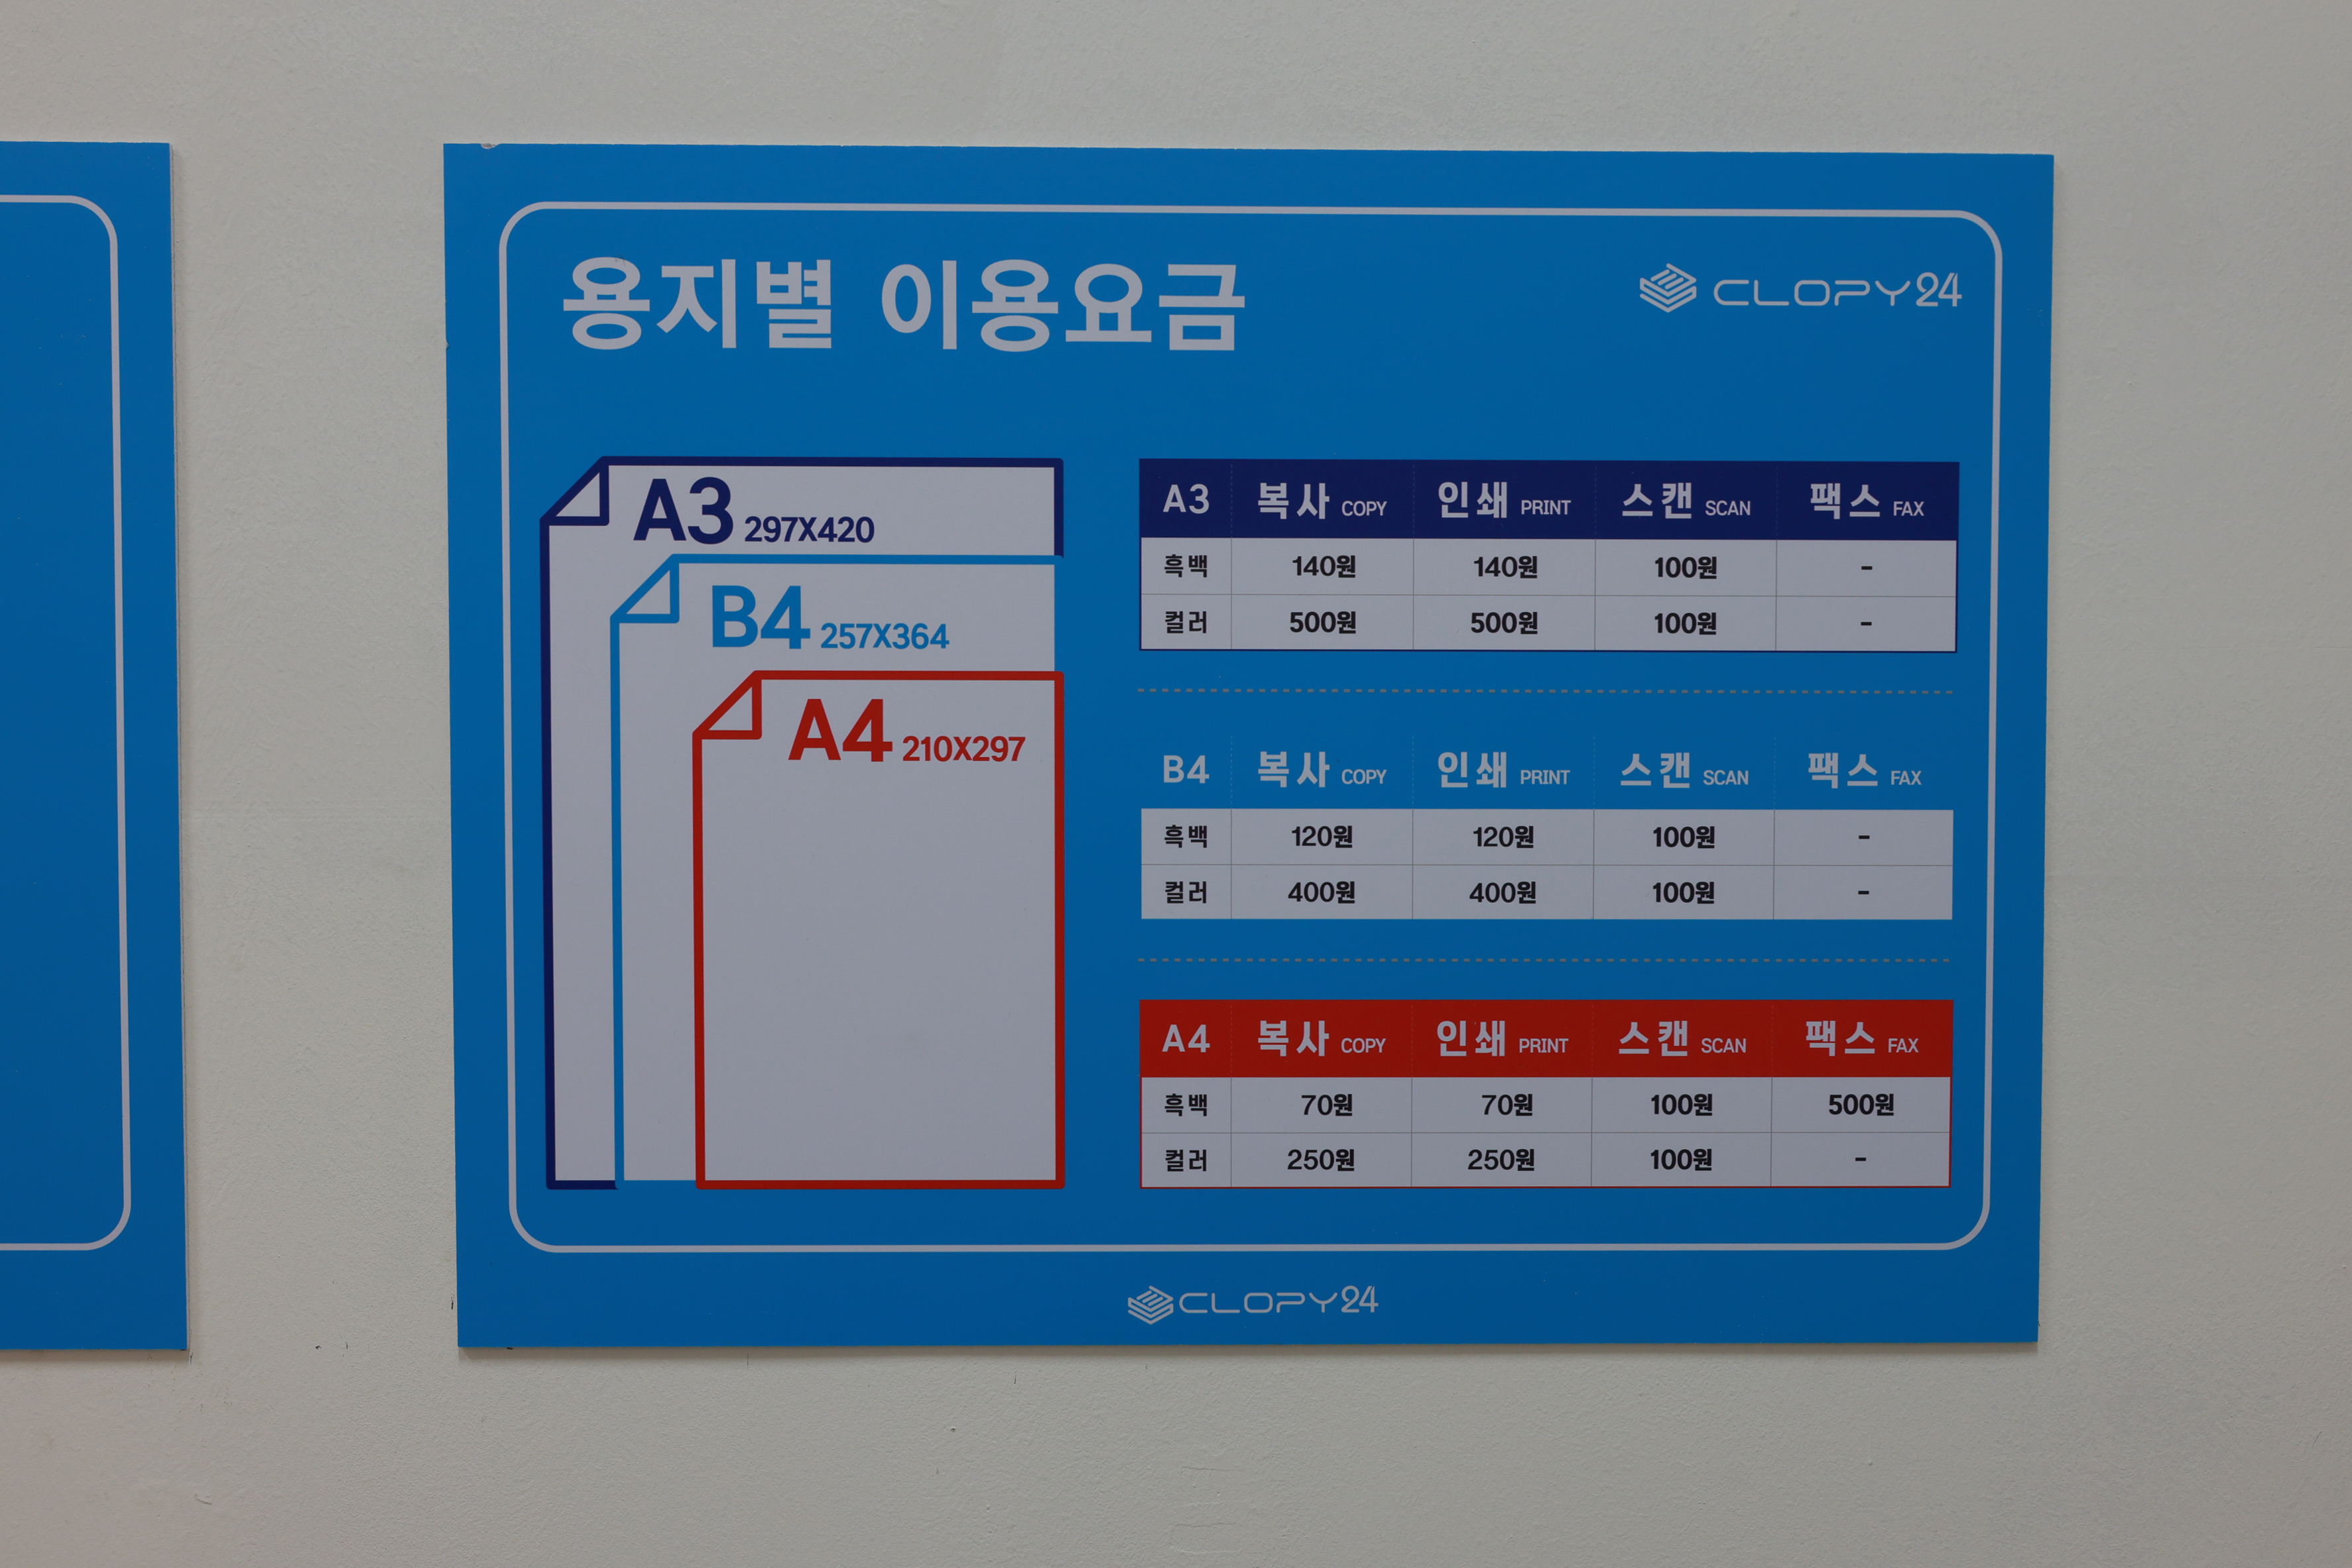 용지별 이용요금
CLOPY24
A3 297X420
B4 257X364
A4 210X297
A3 복사 COPY 인쇄 PRINT 스캔 SCAN 팩스 FAX
흑백 140원 140원 100원 -
컬러 500원 500원 100원 -
B4 복사 COPY 인쇄 PRINT 스캔 SCAN 팩스 FAX
흑백 120원 120원 100원 -
컬러 400원 400원 100원 -
A4 복사 COPY 인쇄 PRINT 스캔 SCAN 팩스 FAX
흑백 70원 70원 100원 500원
컬러 250원 250원 100원 -
CLOPY24